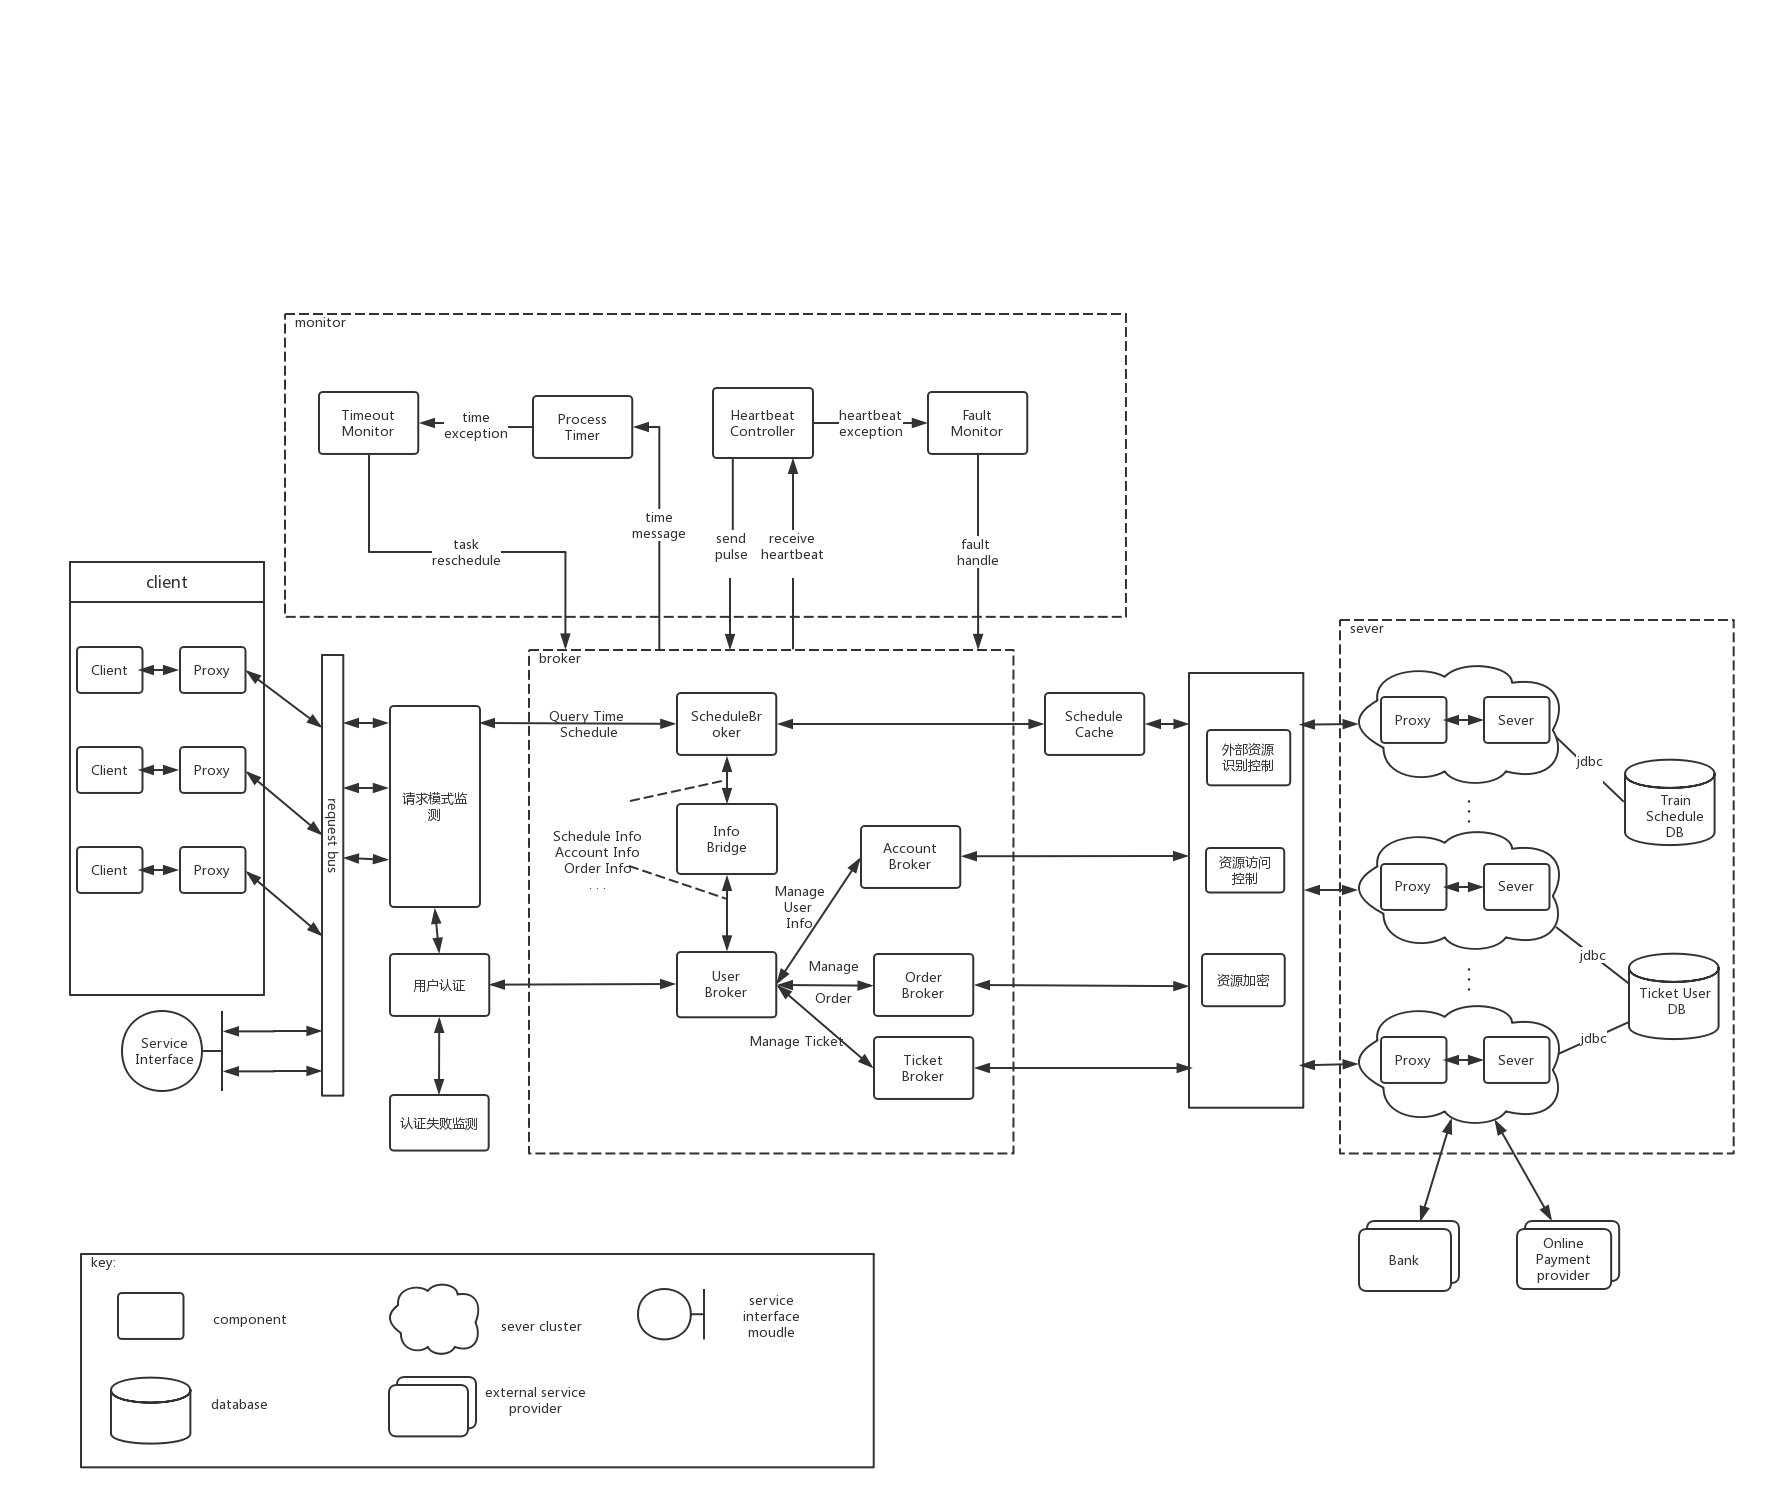 monitor
Timeout
Monitor
time
exception
Process
Timer
Heartbeat
Controller
heartbeat
exception
Fault
Monitor
time
message
send
pulse
receive
heartbeat
task
reschedule
fault
handle
client
Client
Proxy
Client
Proxy
Client
Proxy
Service
Interface
request bus
请求模式监
测
用户认证
认证失败监测
broker
Query Time
Schedule
ScheduleBr
oker
Schedule Info
Account Info
Order Info
. . .
Info
Bridge
Account
Broker
Manage
User
Info
User
Broker
Manage
Order
Order
Broker
Manage Ticket
Ticket
Broker
Schedule
Cache
外部资源
识别控制
资源访问
控制
资源加密
sever
Proxy
Sever
jdbc
Train
Schedule
DB
Proxy
Sever
jdbc
Ticket User
DB
Proxy
Sever
jdbc
Bank
Online
Payment
provider
key:
component
sever cluster
service
interface
moudle
database
external service
provider